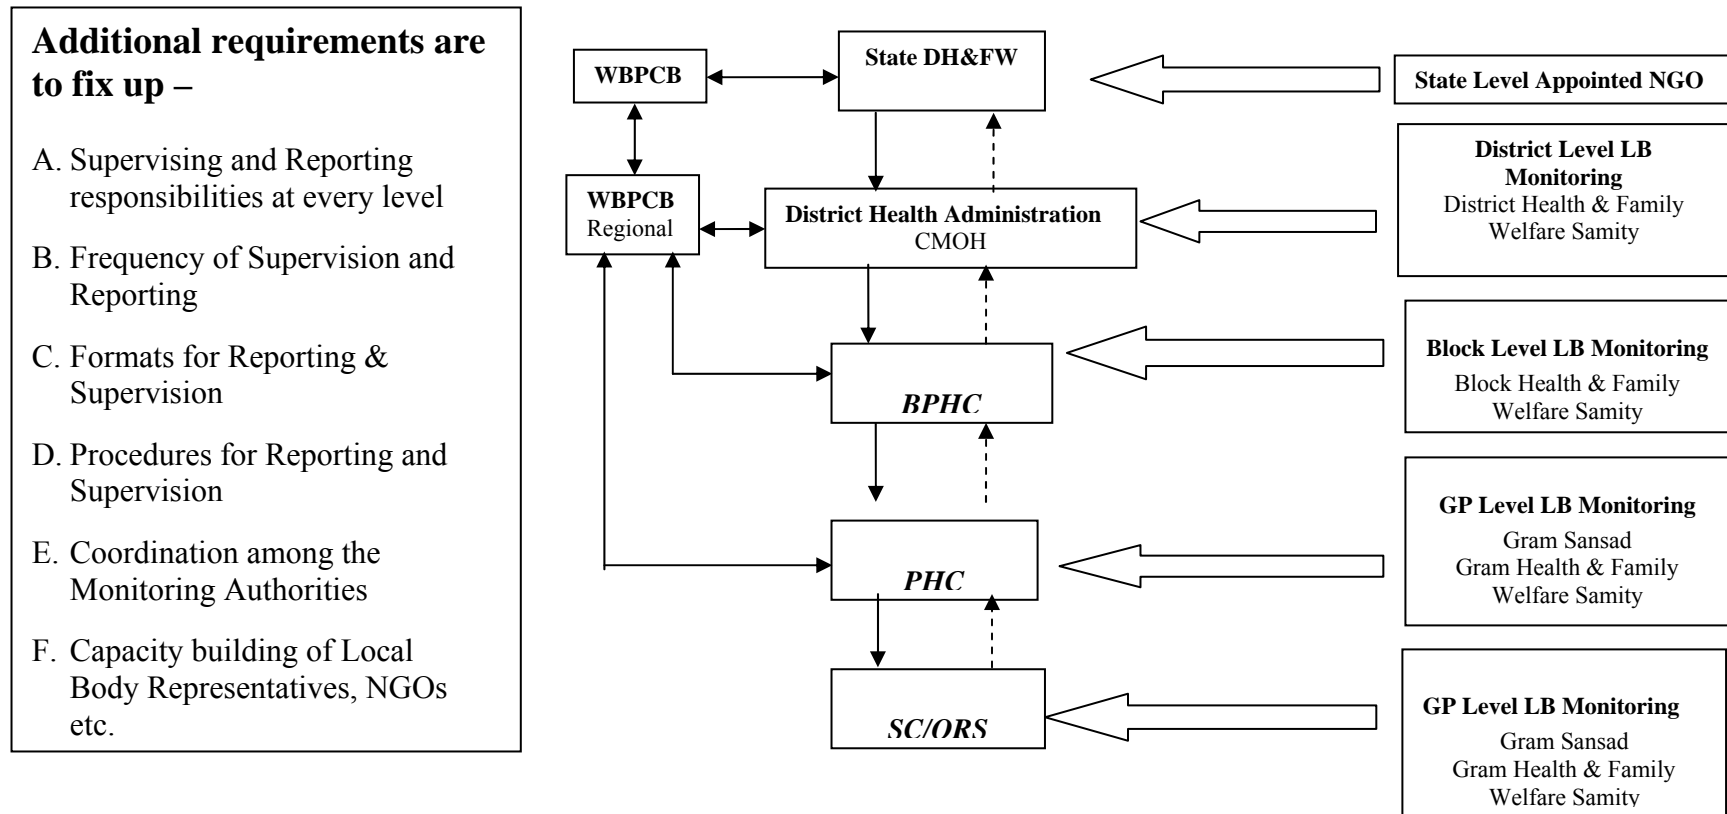 Additional requirements are
to fix up –
A. Supervising and Reporting
responsibilities at every level
B. Frequency of Supervision and
Reporting
C. Formats for Reporting &
Supervision
D. Procedures for Reporting and
Supervision
E. Coordination among the
Monitoring Authorities
F. Capacity building of Local
Body Representatives, NGOs
etc.
WBPCB
State DH&FW
State Level Appointed NGO
WBPCB
Regional
District Health Administration
CMOH
District Level LB
Monitoring
District Health & Family
Welfare Samity
BPHC
Block Level LB Monitoring
Block Health & Family
Welfare Samity
PHC
GP Level LB Monitoring
Gram Sansad
Gram Health & Family
Welfare Samity
SC/ORS
GP Level LB Monitoring
Gram Sansad
Gram Health & Family
Welfare Samity